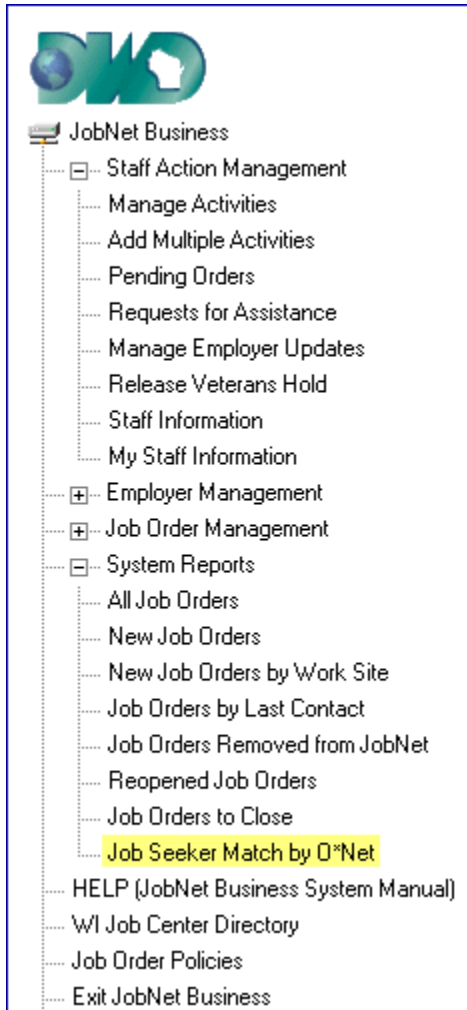 DWD
JobNet Business
Staff Action Management
Manage Activities
Add Multiple Activities
Pending Orders
Requests for Assistance
Manage Employer Updates
Release Veterans Hold
Staff Information
My Staff Information
Employer Management
Job Order Management
System Reports
All Job Orders
New Job Orders
New Job Orders by Work Site
Job Orders by Last Contact
Job Orders Removed from JobNet
Reopened Job Orders
Job Orders to Close
Job Seeker Match by O*Net
HELP (JobNet Business System Manual)
WI Job Center Directory
Job Order Policies
Exit JobNet Business